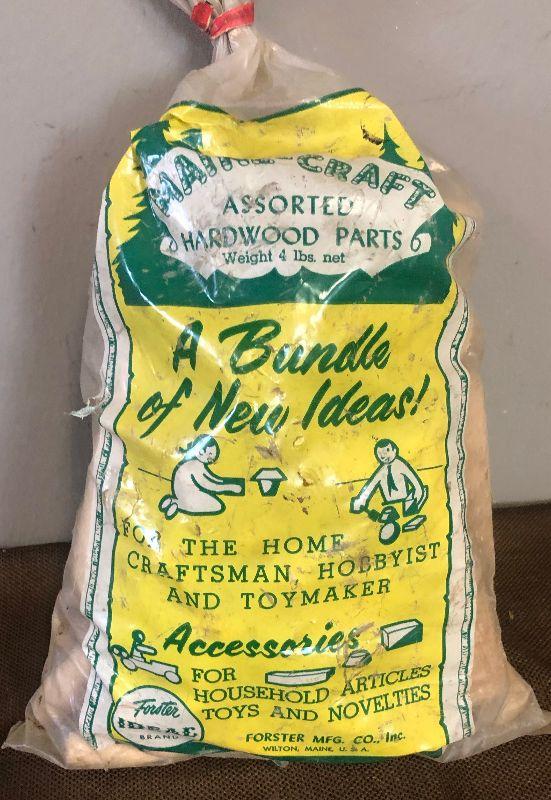 MAINE-CRAFT
ASSORTED
HARDWOOD PARTS
Weight 4 lbs. net
A Bundle
of New Ideas!
FOR THE HOME
CRAFTSMAN, HOBBYIST
AND TOYMAKER
Accessories
FOR
HOUSEHOLD ARTICLES
TOYS AND NOVELTIES
Forster
IDEAL
BRAND
FORSTER MFG. CO., Inc.
WILTON, MAINE, U. S. A.